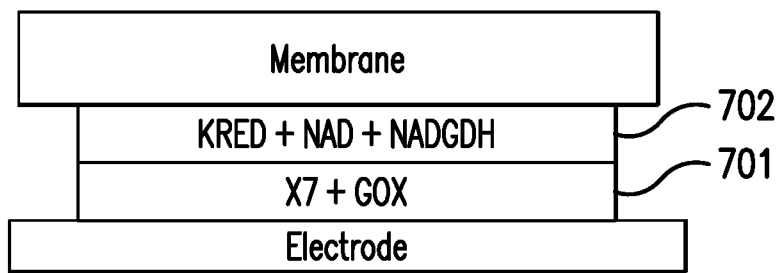 Membrane
KRED + NAD + NADGDH
702
X7 + GOX
701
Electrode